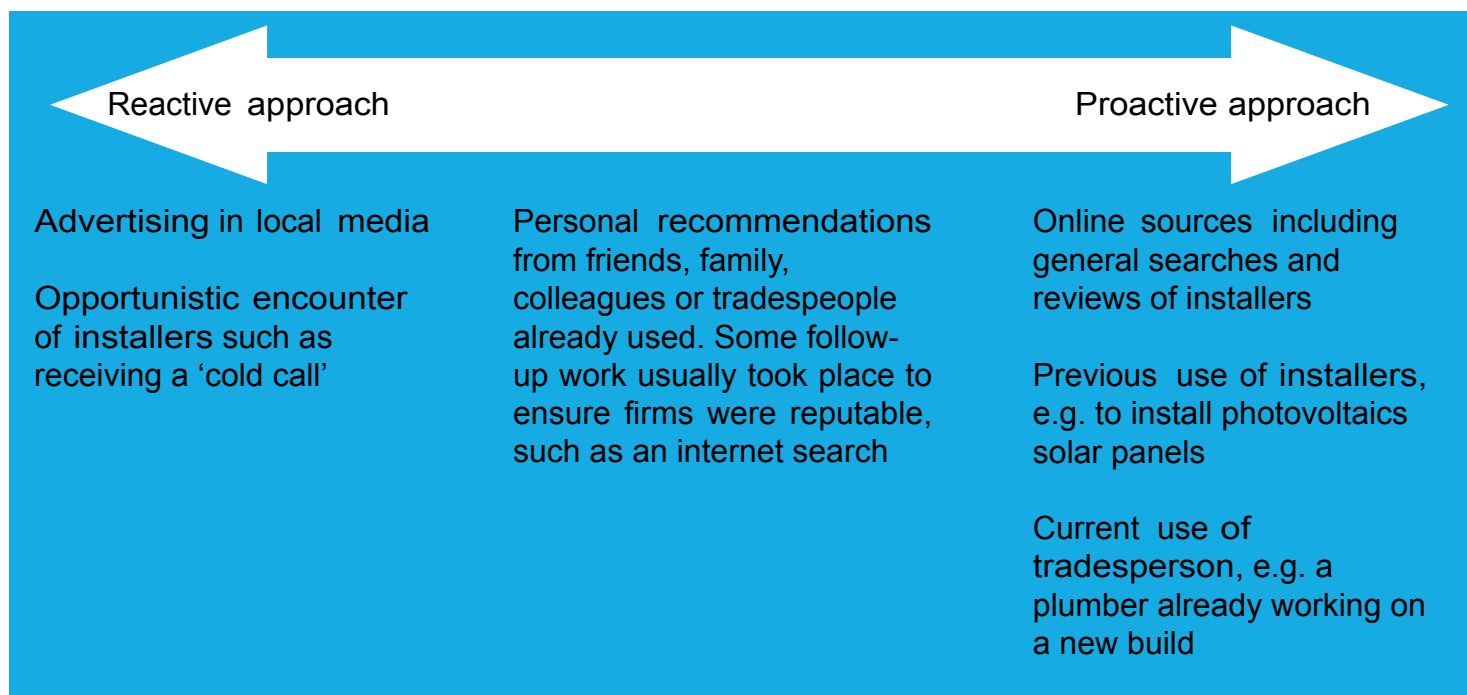 Reactive approach
Proactive approach
Advertising in local media
Opportunistic encounter
of installers such as
receiving a ‘cold call’
Personal recommendations
from friends, family,
colleagues or tradespeople
already used. Some follow-
up work usually took place to
ensure firms were reputable,
such as an internet search
Online sources including
general searches and
reviews of installers
Previous use of installers,
e.g. to install photovoltaics
solar panels
Current use of
tradesperson, e.g. a
plumber already working on
a new build